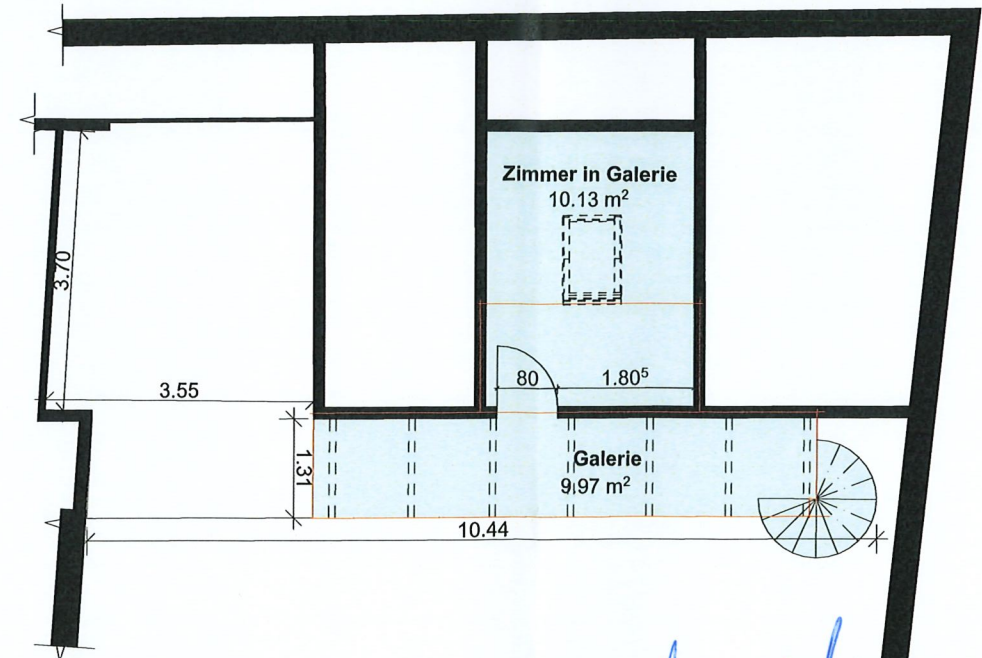 Zimmer in Galerie
10.13 m²
3.70
3.55
80
1.80⁵
1.31
Galerie
9.97 m²
10.44